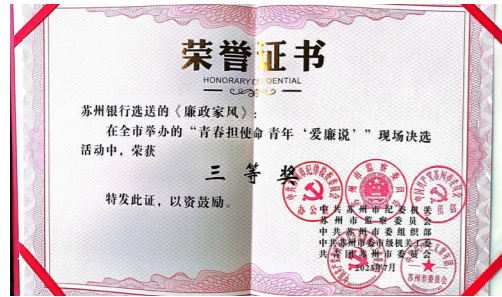 荣誉证书
HONORARY CREDENTIAL
苏州银行选送的《廉政家风》:
在全市举办的“青春担使命 青年‘爱廉说’”现场决选
活动中，荣获
三等奖
特发此证，以资鼓励。
中共苏州市纪委机关
苏州市监察委员会
中共苏州市委组织部
中共苏州市委市级机关工委
共青团苏州市委员会
2023年7月